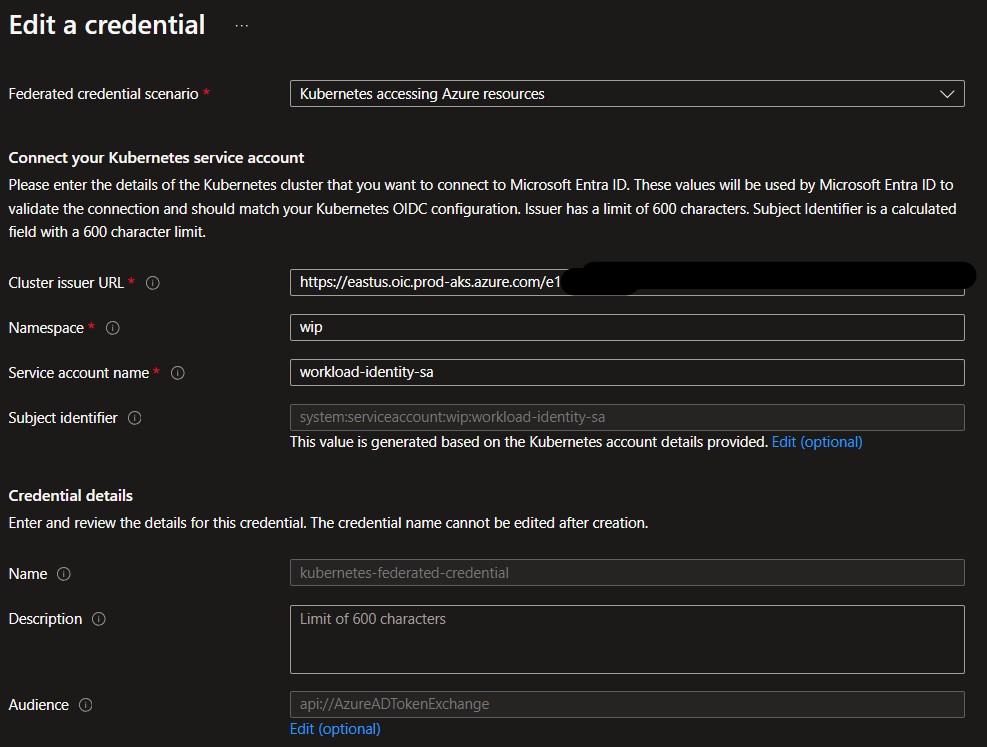 Edit a credential ...
Federated credential scenario *
Kubernetes accessing Azure resources
Connect your Kubernetes service account
Please enter the details of the Kubernetes cluster that you want to connect to Microsoft Entra ID. These values will be used by Microsoft Entra ID to
validate the connection and should match your Kubernetes OIDC configuration. Issuer has a limit of 600 characters. Subject Identifier is a calculated
field with a 600 character limit.
Cluster issuer URL *
https://eastus.oic.prod-aks.azure.com/e1
Namespace *
wip
Service account name *
workload-identity-sa
Subject identifier
system:serviceaccount:wip:workload-identity-sa
This value is generated based on the Kubernetes account details provided. Edit (optional)
Credential details
Enter and review the details for this credential. The credential name cannot be edited after creation.
Name
kubernetes-federated-credential
Description
Limit of 600 characters
Audience
api://AzureADTokenExchange
Edit (optional)